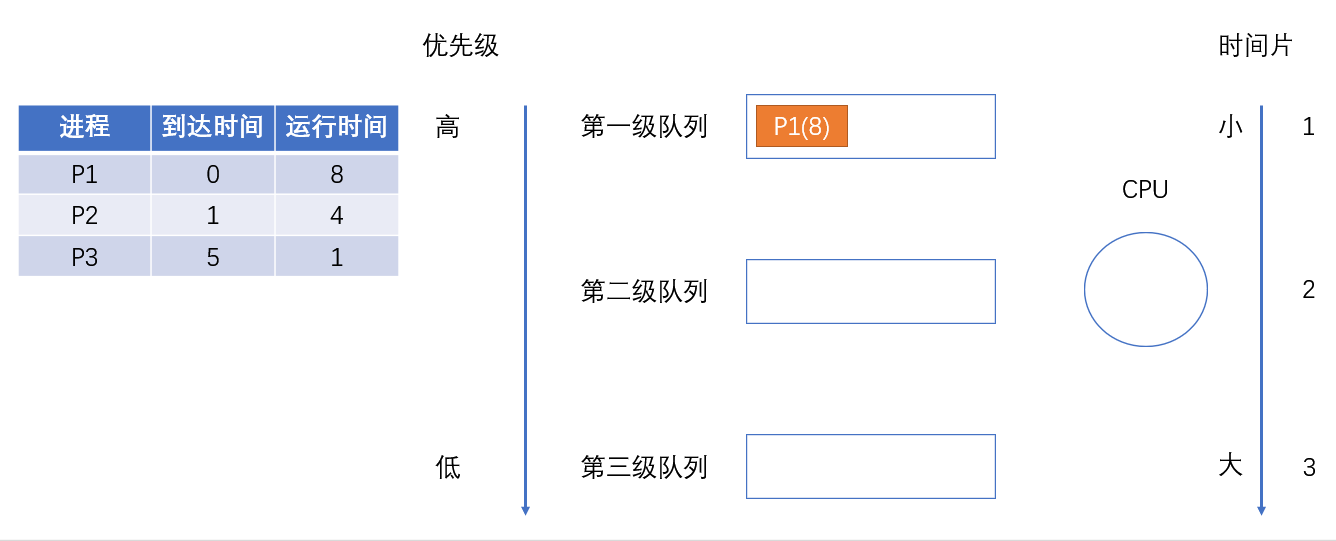 优先级
时间片
进程 到达时间 运行时间
P1 0 8
P2 1 4
P3 5 1
高
第一级队列
P1(8)
小
1
CPU
第二级队列
2
低
第三级队列
大
3